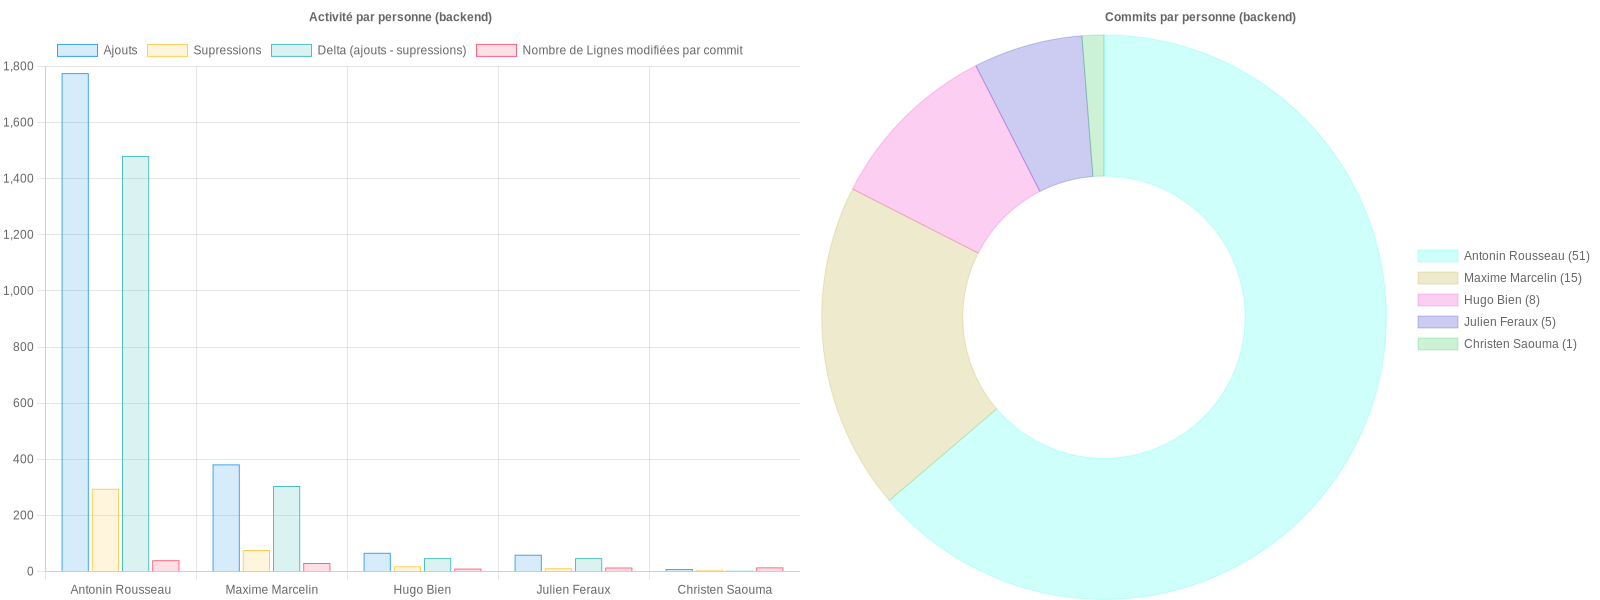 Activité par personne (backend)
Ajouts
Supressions
Delta (ajouts - supressions)
Nombre de Lignes modifiées par commit
1,800
1,600
1,400
1,200
1,000
800
600
400
200
0
Antonin Rousseau
Maxime Marcelin
Hugo Bien
Julien Feraux
Christen Saouma
Commits par personne (backend)
Antonin Rousseau (51)
Maxime Marcelin (15)
Hugo Bien (8)
Julien Feraux (5)
Christen Saouma (1)